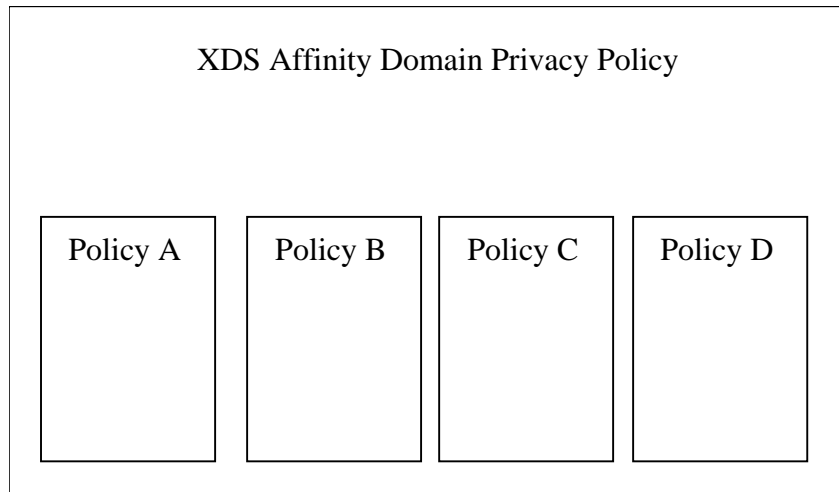 XDS Affinity Domain Privacy Policy
Policy A
Policy B
Policy C
Policy D